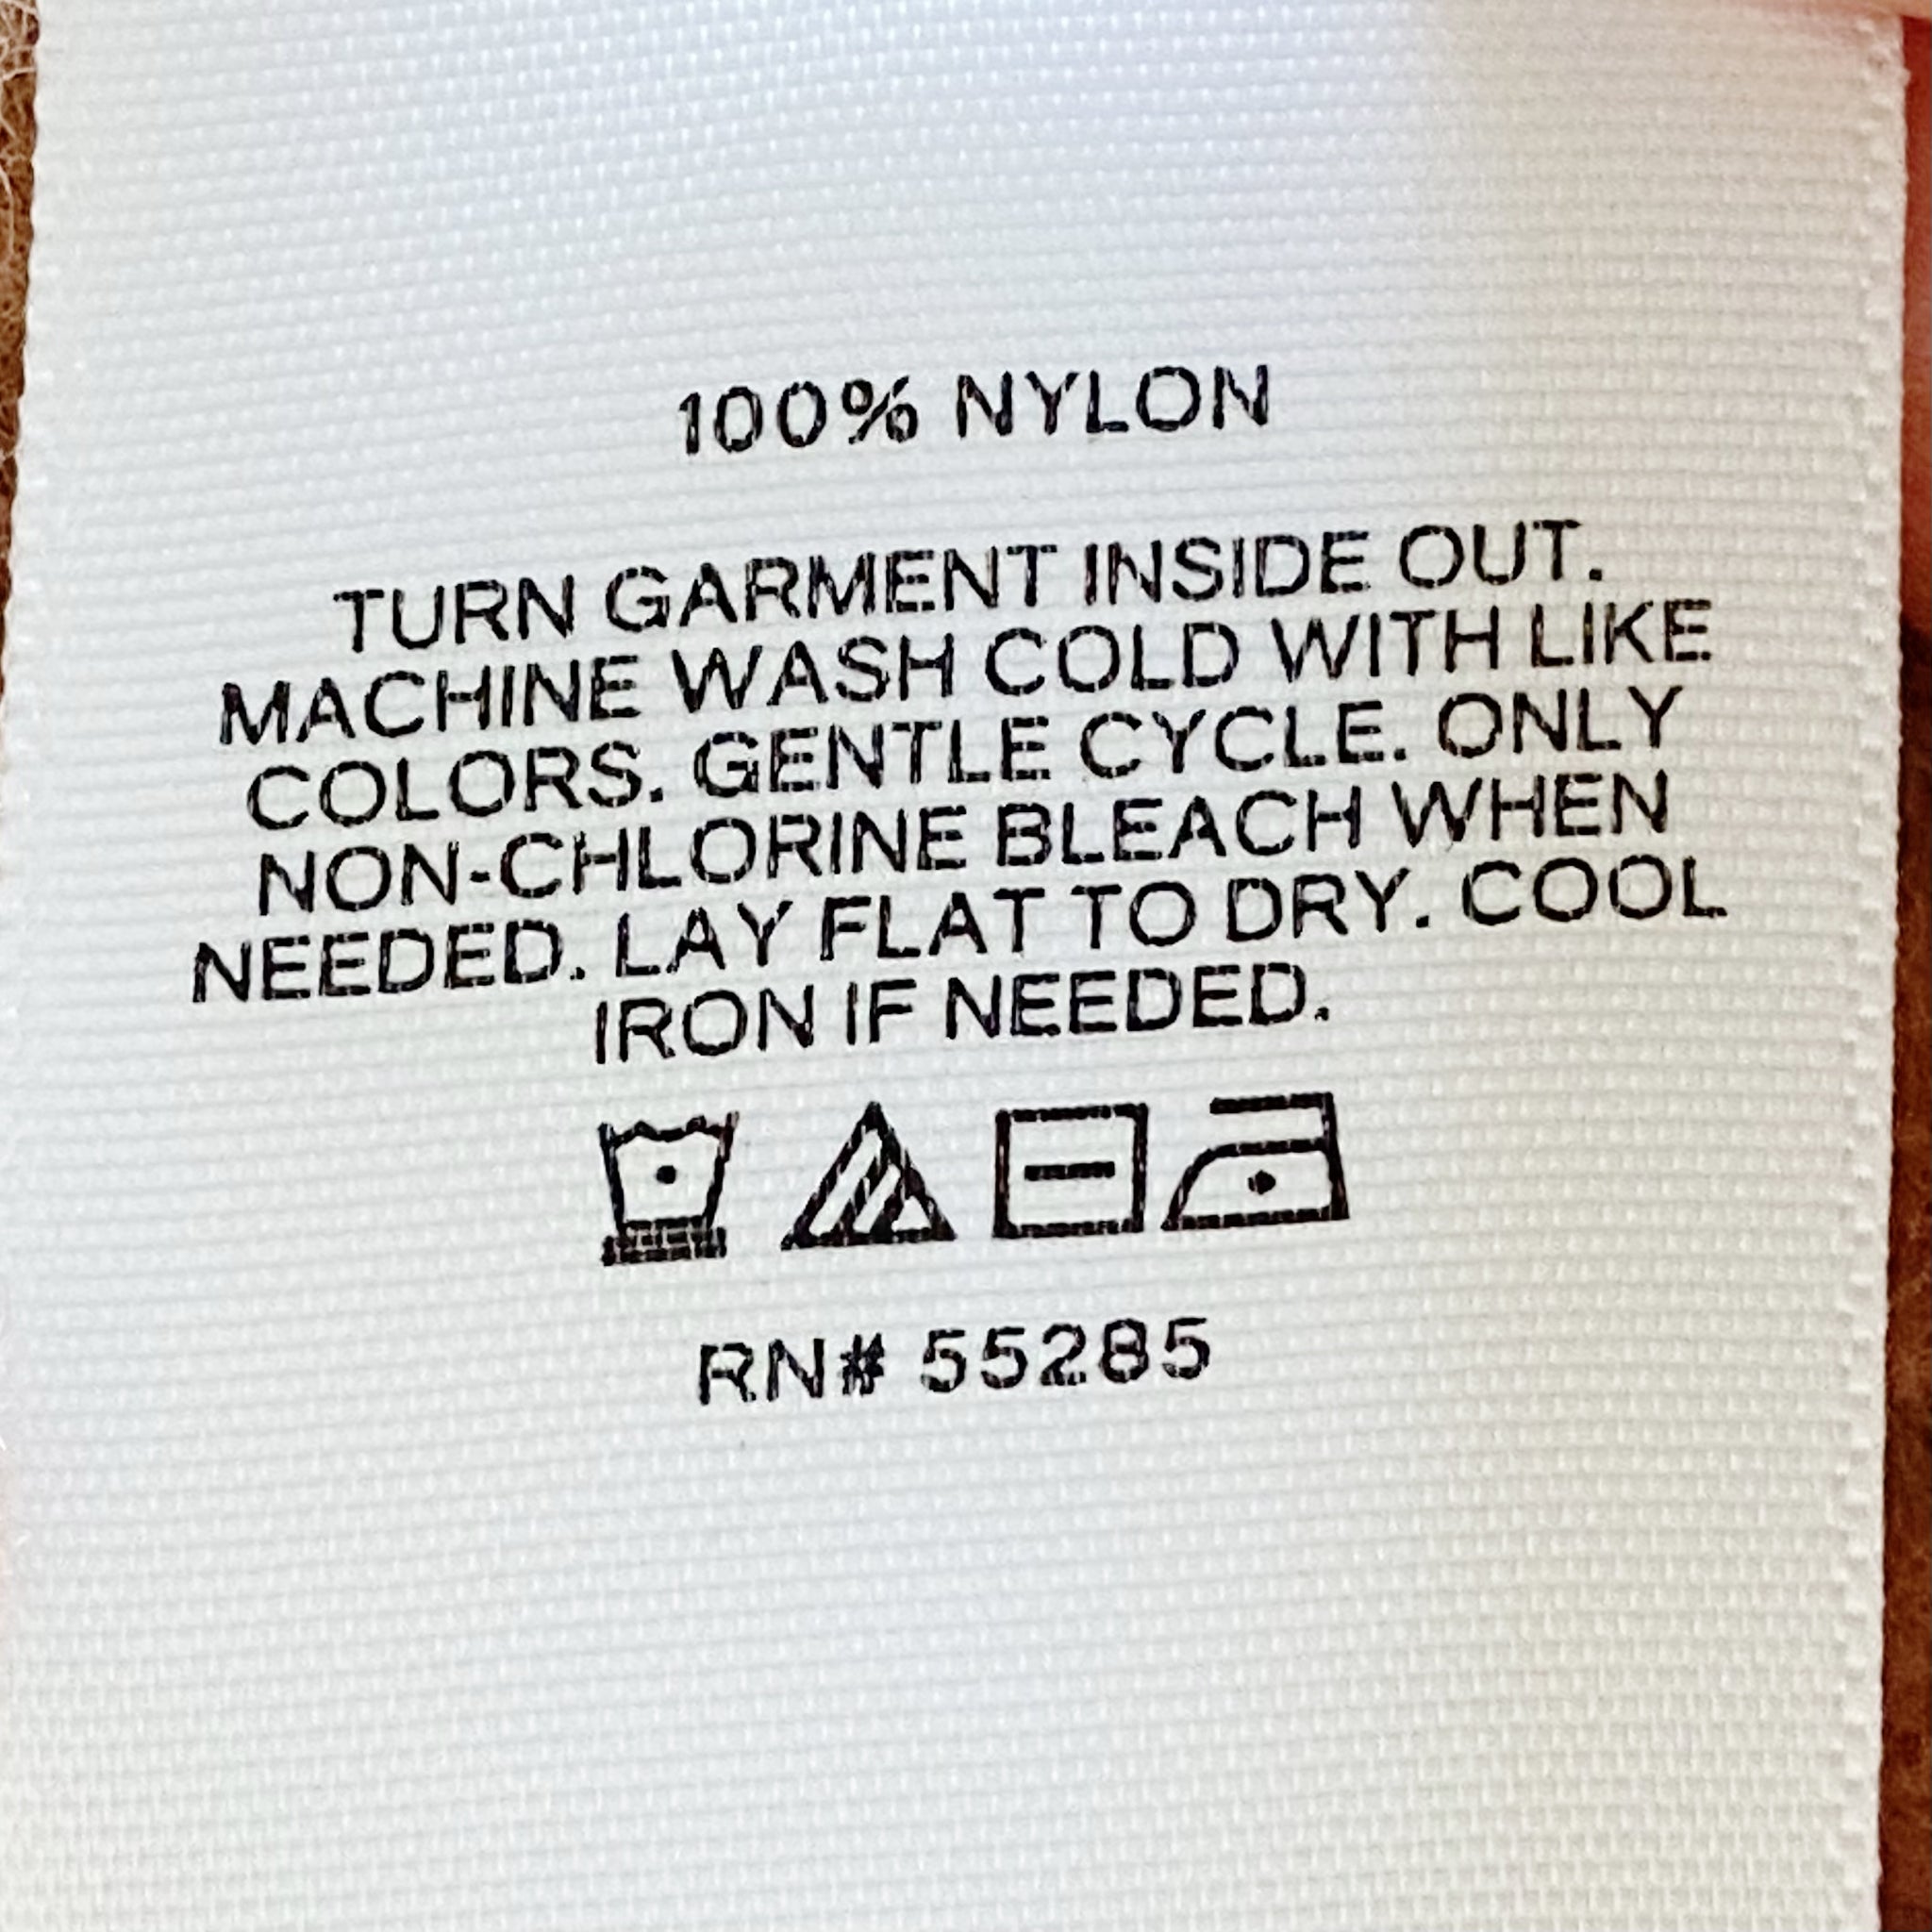 100% NYLON
TURN GARMENT INSIDE OUT.
MACHINE WASH COLD WITH LIKE
COLORS. GENTLE CYCLE. ONLY
NON-CHLORINE BLEACH WHEN
NEEDED. LAY FLAT TO DRY. COOL
IRON IF NEEDED.
RN# 55285